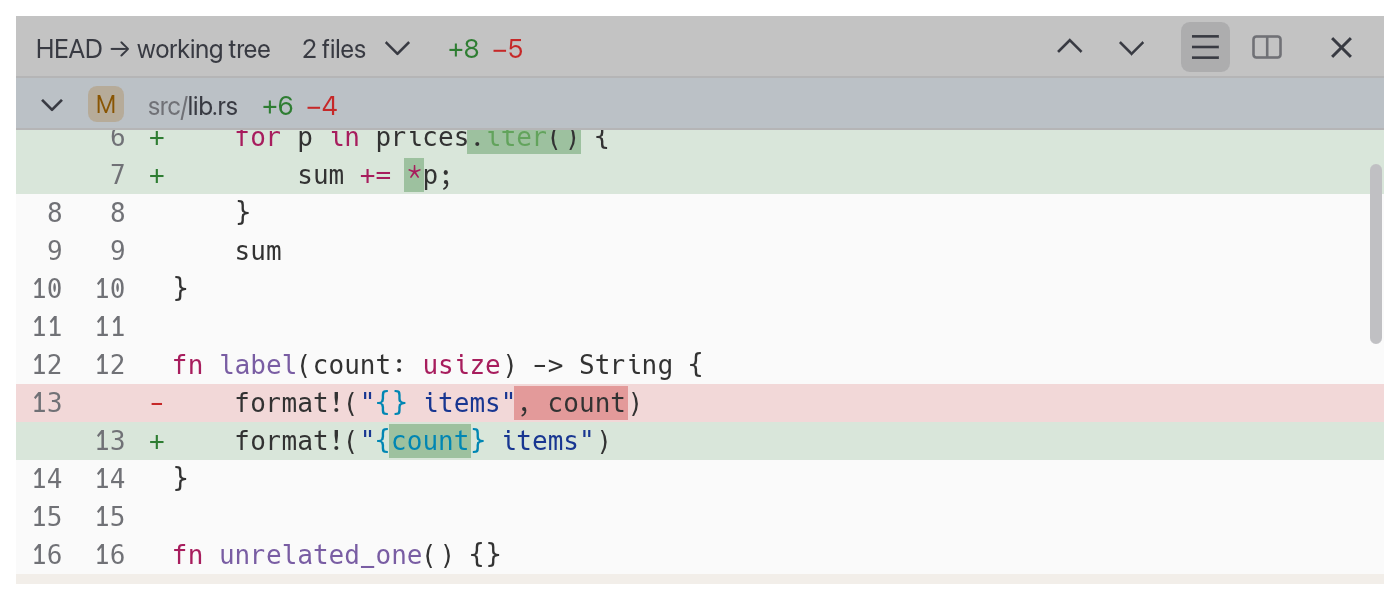 HEAD → working tree 2 files +8 −5
M src/lib.rs +6 −4
6 + for p in prices.iter() {
7 + sum += *p;
8 8 }
9 9 sum
10 10 }
11 11
12 12 fn label(count: usize) -> String {
13 - format!("{} items", count)
13 + format!("{count} items")
14 14 }
15 15
16 16 fn unrelated_one() {}